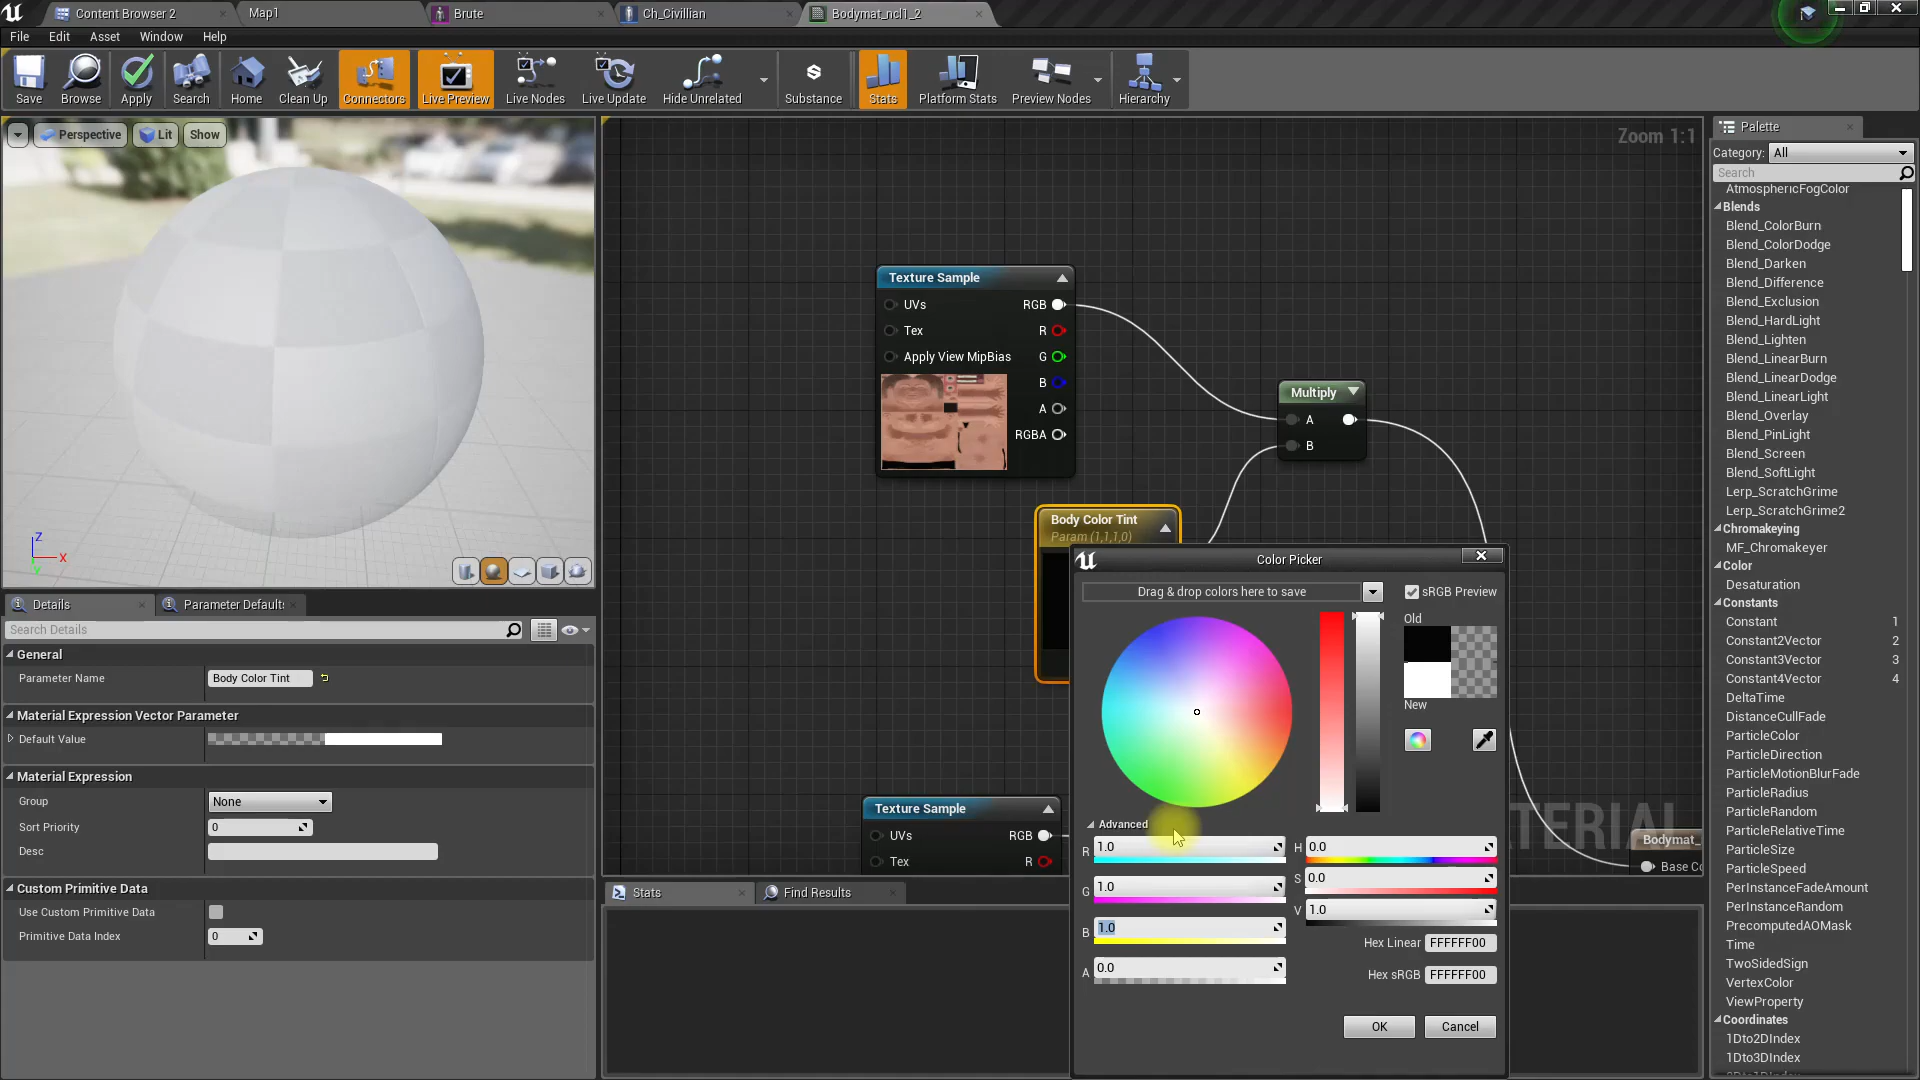 Content Browser 2
Map1
Brute
Ch_Civillian
Bodymat_ncl1_2
File
Edit
Asset
Window
Help
Save
Browse
Apply
Search
Home
Clean Up
Connectors
Live Preview
Live Nodes
Live Update
Hide Unrelated
Substance
Stats
Platform Stats
Preview Nodes
Hierarchy
Perspective
Lit
Show
Z
X
Y
Zoom 1:1
Texture Sample
UVs
RGB
Tex
R
Apply View MipBias
G
B
A
RGBA
Multiply
A
B
Body Color Tint
Param (1,1,1,0)
Texture Sample
UVs
RGB
Tex
R
TERIAL
Bodymat_
Base Co
Color Picker
Drag & drop colors here to save
sRGB Preview
Old
New
Advanced
R
1.0
G
1.0
B
1.0
A
0.0
H
0.0
S
0.0
V
1.0
Hex Linear
FFFFFF00
Hex sRGB
FFFFFF00
OK
Cancel
Details
Parameter Default
Search Details
General
Parameter Name
Body Color Tint
Material Expression Vector Parameter
Default Value
Material Expression
Group
None
Sort Priority
0
Desc
Custom Primitive Data
Use Custom Primitive Data
Primitive Data Index
0
Stats
Find Results
Palette
Category:
All
Search
AtmosphericFogColor
Blends
Blend_ColorBurn
Blend_ColorDodge
Blend_Darken
Blend_Difference
Blend_Exclusion
Blend_HardLight
Blend_Lighten
Blend_LinearBurn
Blend_LinearDodge
Blend_LinearLight
Blend_Overlay
Blend_PinLight
Blend_Screen
Blend_SoftLight
Lerp_ScratchGrime
Lerp_ScratchGrime2
Chromakeying
MF_Chromakeyer
Color
Desaturation
Constants
Constant 1
Constant2Vector 2
Constant3Vector 3
Constant4Vector 4
DeltaTime
DistanceCullFade
ParticleColor
ParticleDirection
ParticleMotionBlurFade
ParticleRadius
ParticleRandom
ParticleRelativeTime
ParticleSize
ParticleSpeed
PerInstanceFadeAmount
PerInstanceRandom
PrecomputedAOMask
Time
TwoSidedSign
VertexColor
ViewProperty
Coordinates
1Dto2DIndex
1Dto3DIndex